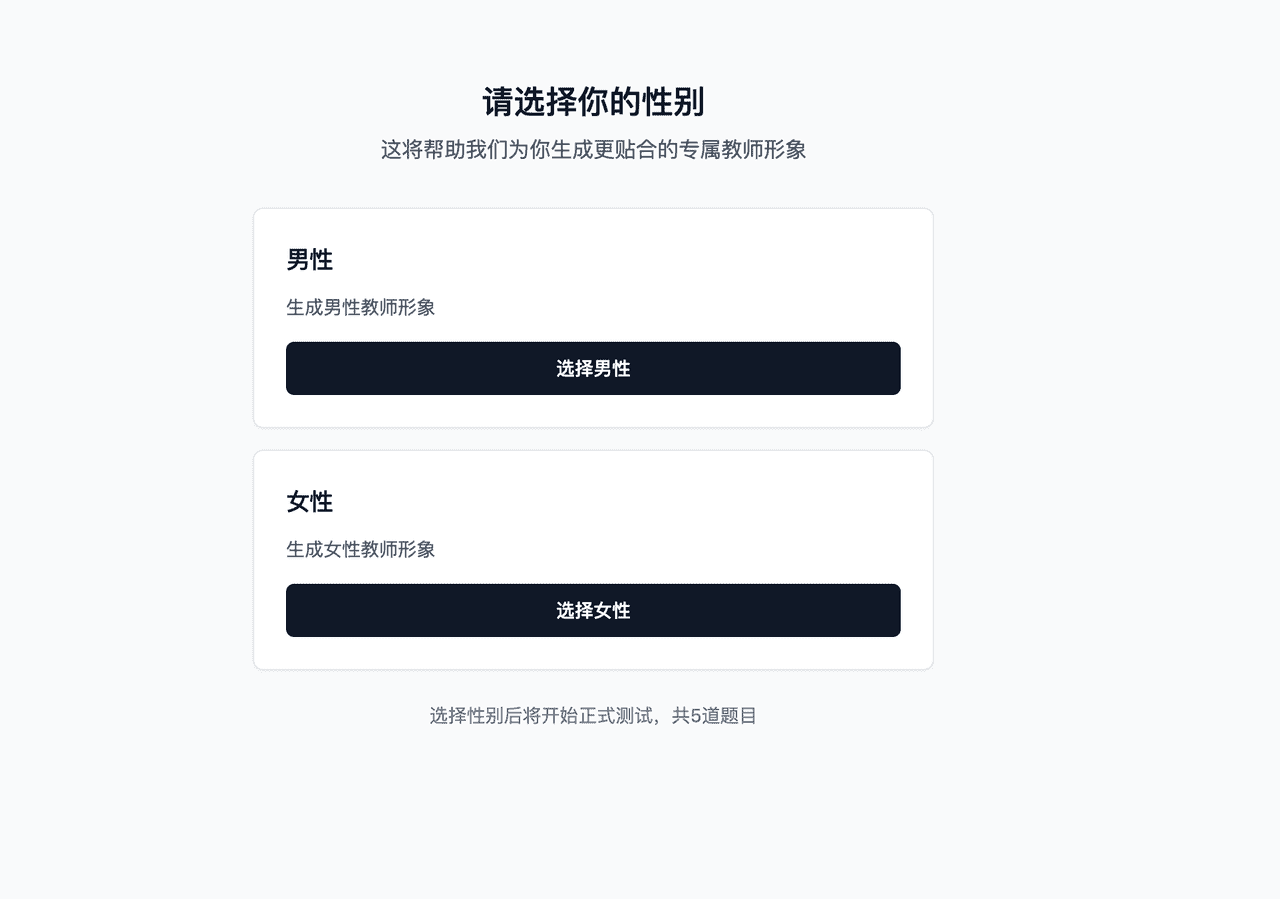 请选择你的性别
这将帮助我们为你生成更贴合的专属教师形象
男性
生成男性教师形象
选择男性
女性
生成女性教师形象
选择女性
选择性别后将开始正式测试，共5道题目